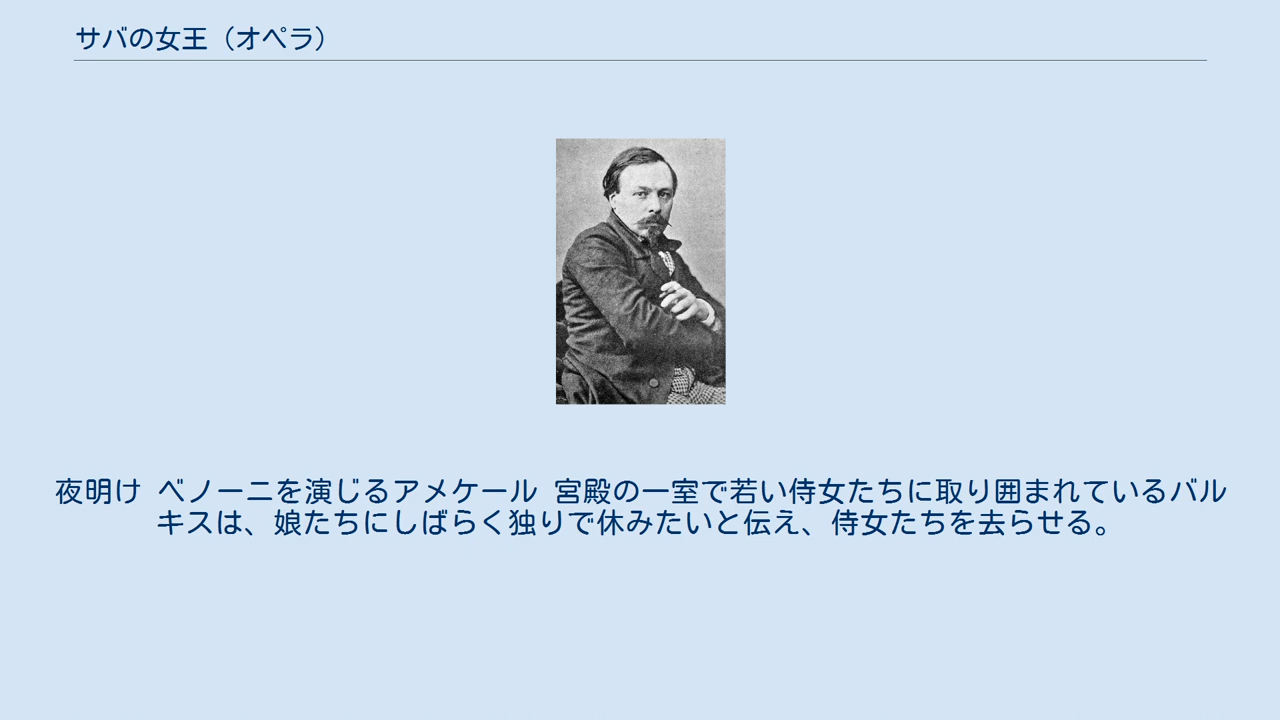 サバの女王（オペラ）
夜明け ベノーニを演じるアメケール 宮殿の一室で若い侍女たちに取り囲まれているバル
キスは、娘たちにしばらく独りで休みたいと伝え、侍女たちを去らせる。